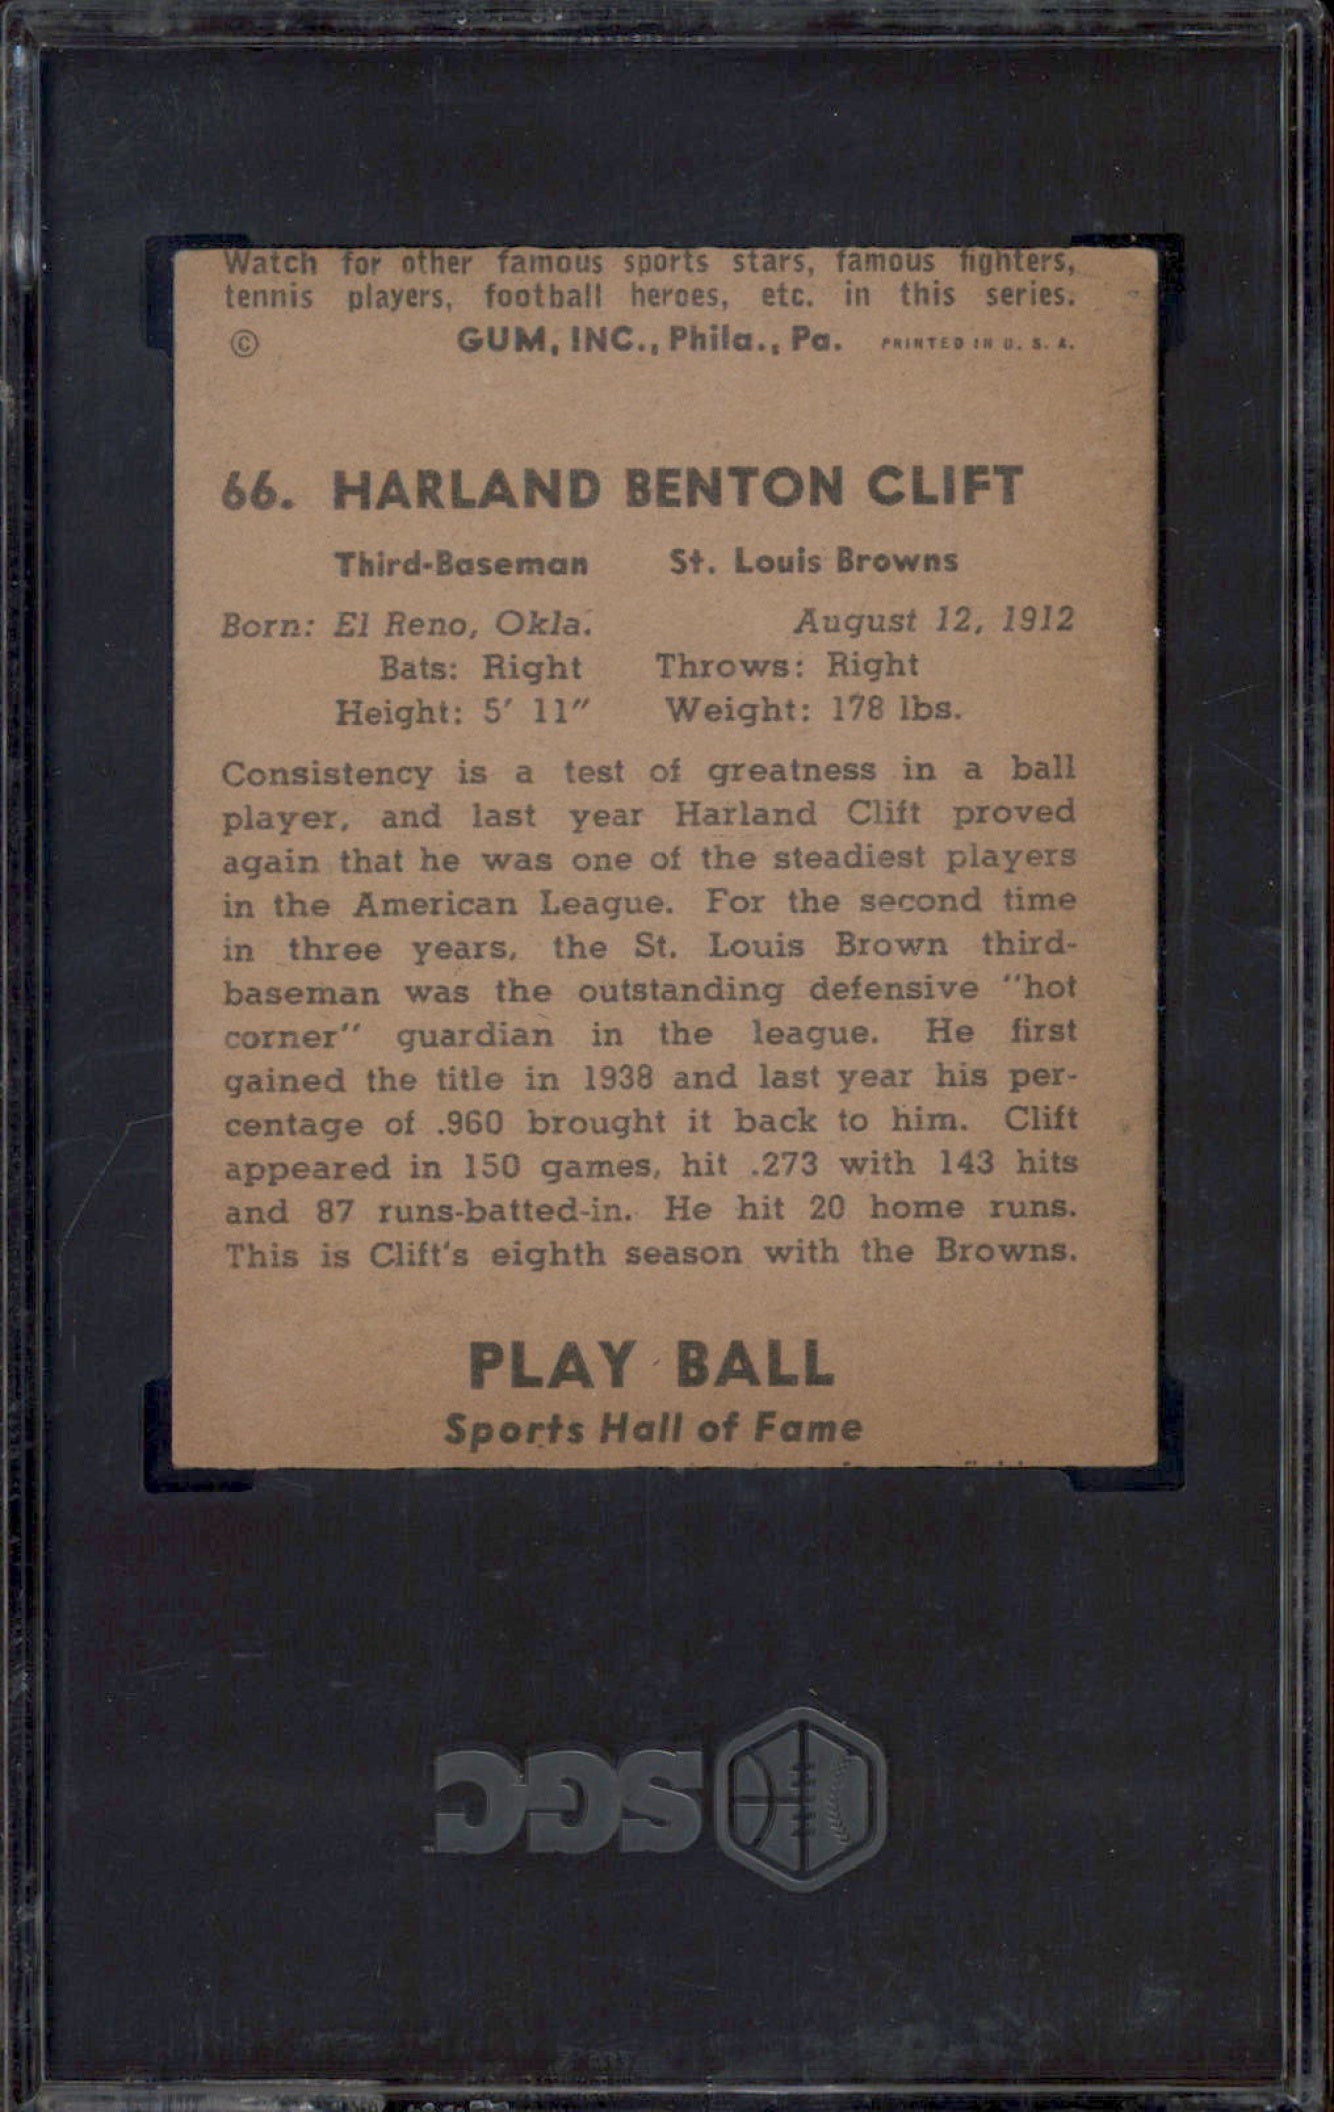 Watch for other famous sports stars, famous fighters,
tennis players, football heroes, etc. in this series.
© GUM, INC., Phila., Pa. PRINTED IN U. S. A.
66. HARLAND BENTON CLIFT
Third-Baseman St. Louis Browns
Born: El Reno, Okla. August 12, 1912
Bats: Right Throws: Right
Height: 5′ 11″ Weight: 178 lbs.
Consistency is a test of greatness in a ball
player, and last year Harland Clift proved
again that he was one of the steadiest players
in the American League. For the second time
in three years, the St. Louis Brown third-
baseman was the outstanding defensive "hot
corner" guardian in the league. He first
gained the title in 1938 and last year his per-
centage of .960 brought it back to him. Clift
appeared in 150 games, hit .273 with 143 hits
and 87 runs-batted-in. He hit 20 home runs.
This is Clift's eighth season with the Browns.
PLAY BALL
Sports Hall of Fame
SGC